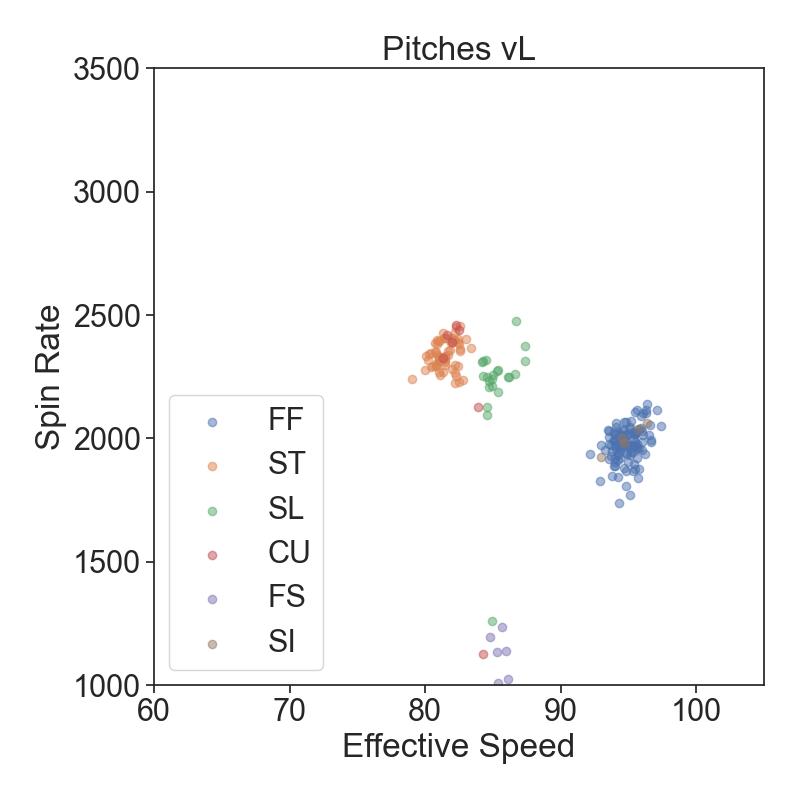 Pitches vL
3500
3000
2500
2000
1500
1000
Spin Rate
FF
ST
SL
CU
FS
SI
60
70
80
90
100
Effective Speed